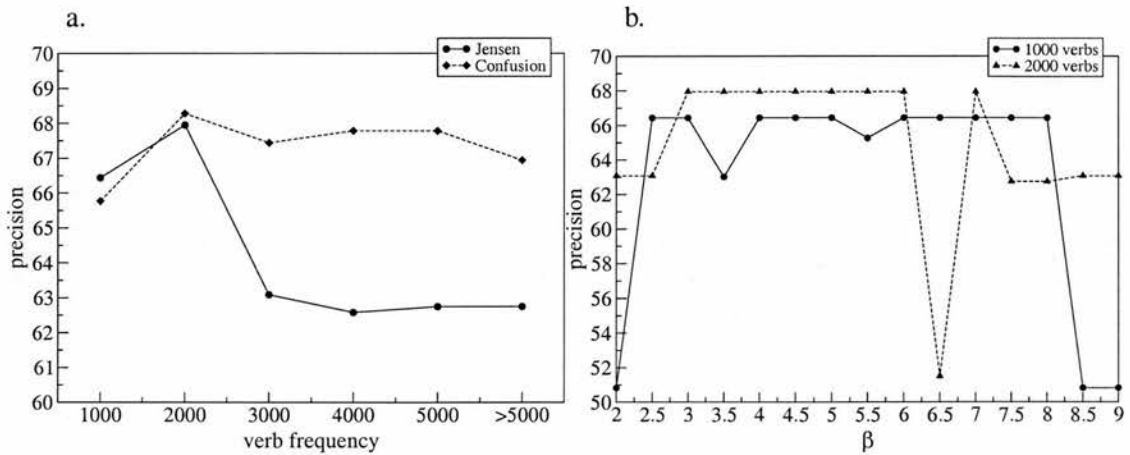 a.
Jensen
Confusion
70
69
68
67
66
65
64
63
62
61
60
precision
1000 2000 3000 4000 5000 >5000
verb frequency
b.
1000 verbs
2000 verbs
70
68
66
64
62
60
58
56
54
52
50
precision
2 2.5 3 3.5 4 4.5 5 5.5 6 6.5 7 7.5 8 8.5 9
β